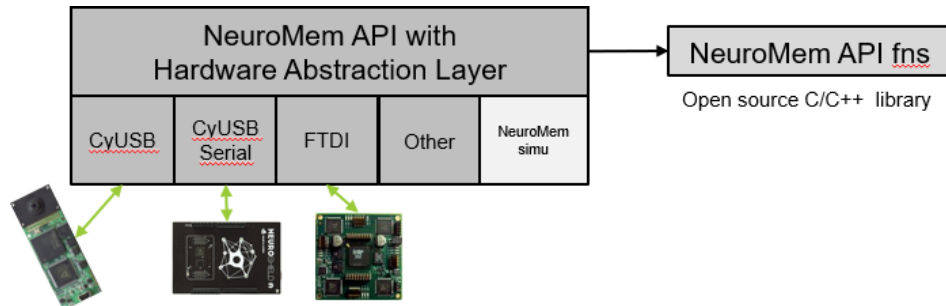 NeuroMem API with
Hardware Abstraction Layer
NeuroMem API fns
Open source C/C++ library
CyUSB
CyUSB
Serial
FTDI
Other
NeuroMem
simu
NEUROSHIELD